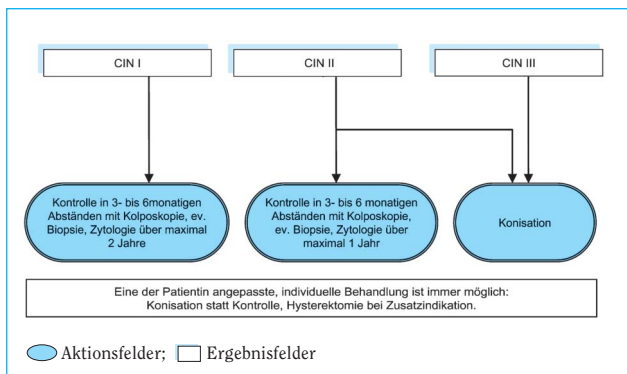 CIN I
CIN II
CIN III
Kontrolle in 3- bis 6monatigen
Abständen mit Kolposkopie, ev.
Biopsie, Zytologie über maximal
2 Jahre
Kontrolle in 3- bis 6 monatigen
Abständen mit Kolposkopie,
ev. Biopsie, Zytologie über
maximal 1 Jahr
Konisation
Eine der Patientin angepasste, individuelle Behandlung ist immer möglich:
Konisation statt Kontrolle, Hysterektomie bei Zusatzindikation.
Aktionsfelder; Ergebnisfelder